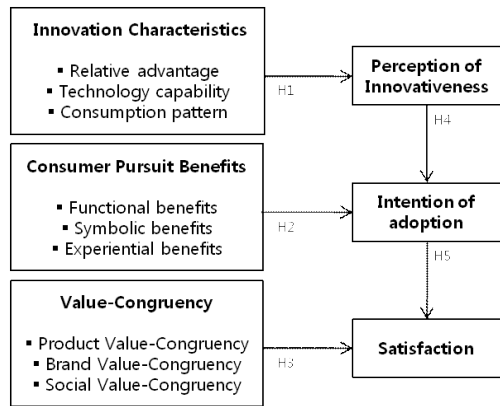 Innovation Characteristics
▪ Relative advantage
▪ Technology capability
▪ Consumption pattern
H1
Perception of
Innovativeness
H4
Consumer Pursuit Benefits
▪ Functional benefits
▪ Symbolic benefits
▪ Experiential benefits
H2
Intention of
adoption
H5
Value-Congruency
▪ Product Value-Congruency
▪ Brand Value-Congruency
▪ Social Value-Congruency
H3
Satisfaction